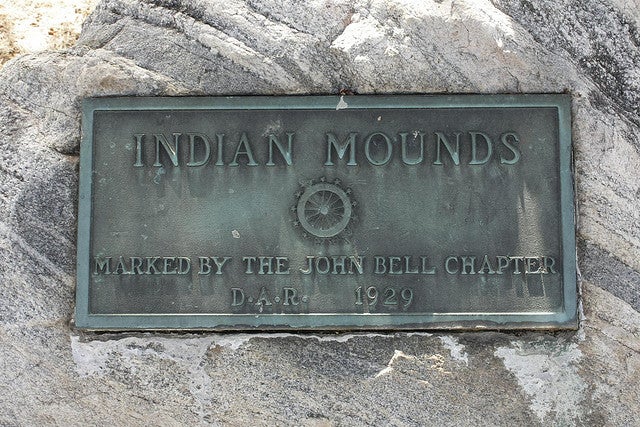 INDIAN MOUNDS
MARKED BY THE JOHN BELL CHAPTER
D.A.R. 1929